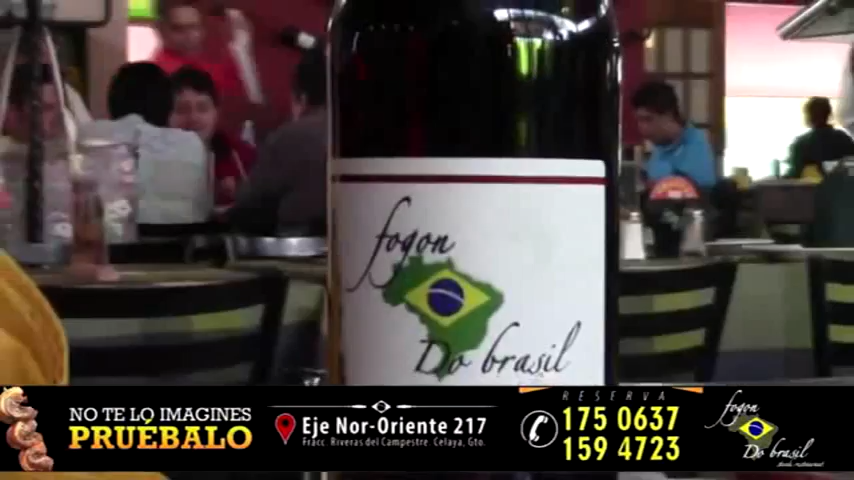 fogon
Do brasil
NO TE LO IMAGINES
PRUÉBALO
Eje Nor-Oriente 217
Fracc. Riveras del Campestre. Celaya, Gto.
RESERVA
175 0637
159 4723
fogon
Do brasil